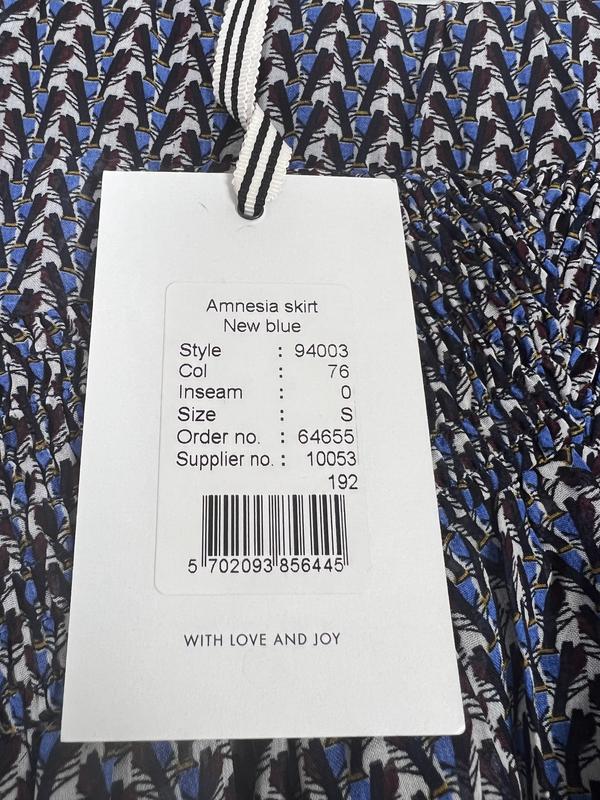 Amnesia skirt
New blue
Style : 94003
Col : 76
Inseam : 0
Size : S
Order no. : 64655
Supplier no. : 10053
192
5 702093 856445
WITH LOVE AND JOY